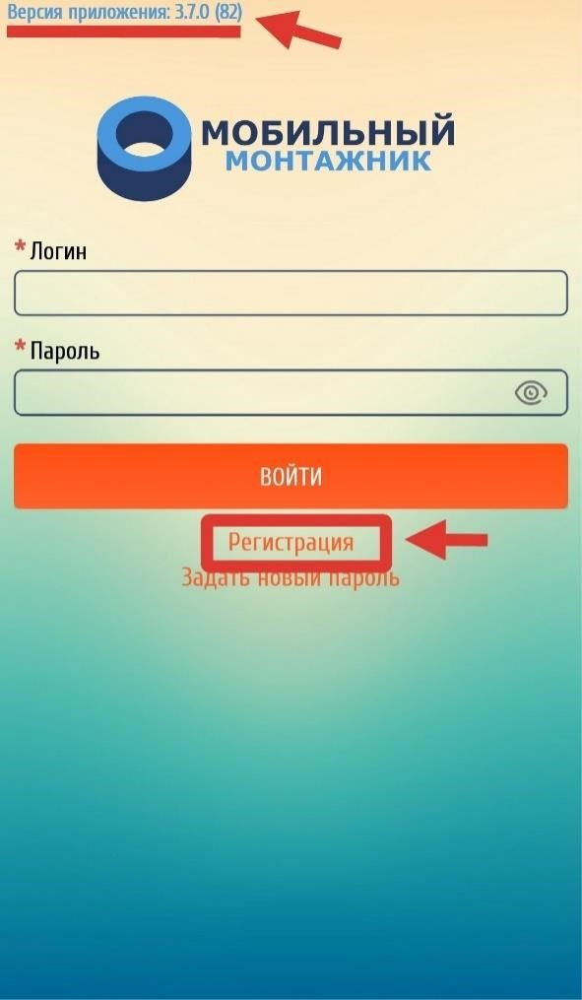 Версия приложения: 3.7.0 (82)
МОБИЛЬНЫЙ
МОНТАЖНИК
* Логин
* Пароль
ВОЙТИ
Регистрация
Задать новый пароль